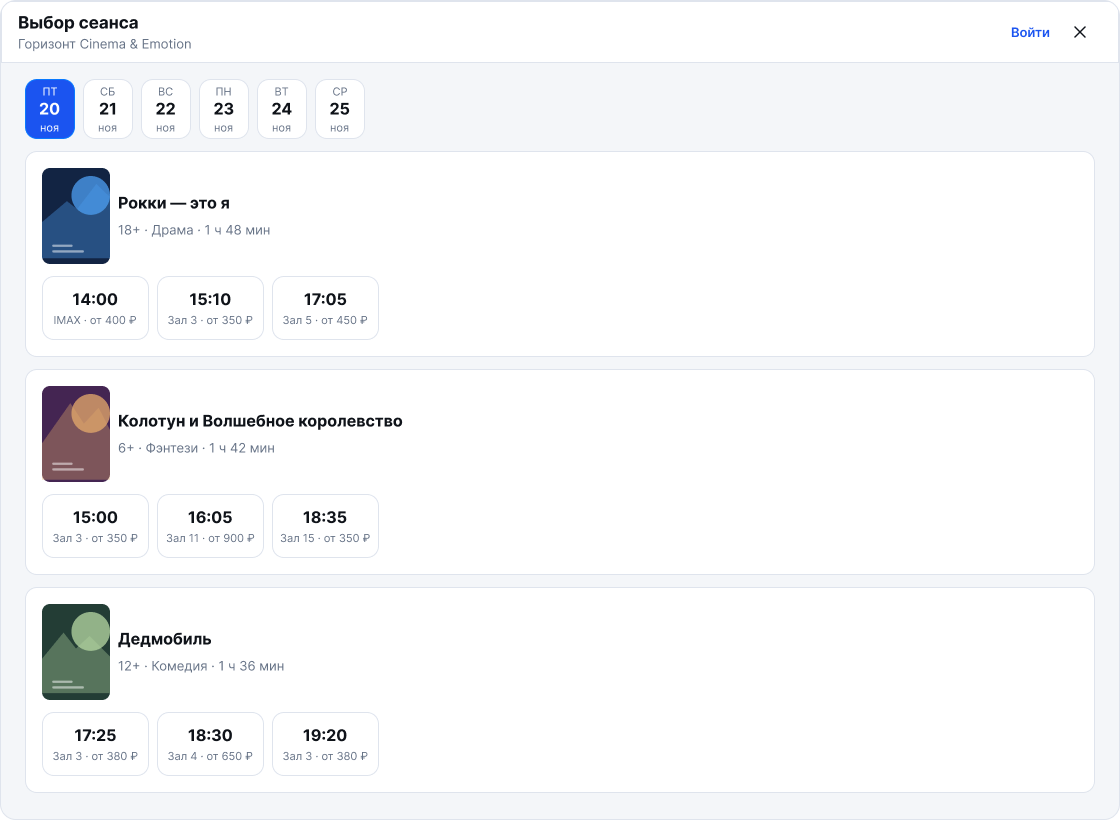 Выбор сеанса
Горизонт Cinema & Emotion
Войти
ПТ
20
ноя
СБ
21
ноя
ВС
22
ноя
ПН
23
ноя
ВТ
24
ноя
СР
25
ноя
Рокки — это я
18+ · Драма · 1 ч 48 мин
14:00
IMAX · от 400 ₽
15:10
Зал 3 · от 350 ₽
17:05
Зал 5 · от 450 ₽
Колотун и Волшебное королевство
6+ · Фэнтези · 1 ч 42 мин
15:00
Зал 3 · от 350 ₽
16:05
Зал 11 · от 900 ₽
18:35
Зал 15 · от 350 ₽
Дедмобиль
12+ · Комедия · 1 ч 36 мин
17:25
Зал 3 · от 380 ₽
18:30
Зал 4 · от 650 ₽
19:20
Зал 3 · от 380 ₽